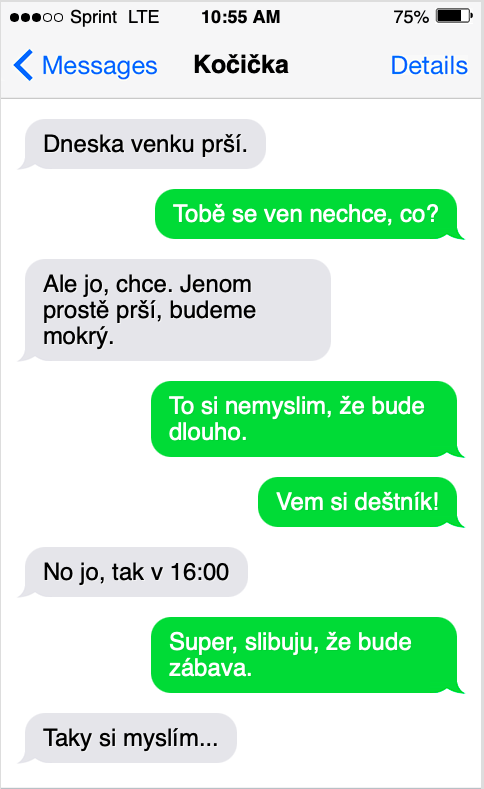 Sprint LTE 10:55 AM 75%
Messages Kočička Details
Dneska venku prší.
Tobě se ven nechce, co?
Ale jo, chce. Jenom
prostě prší, budeme
mokrý.
To si nemyslim, že bude
dlouho.
Vem si deštník!
No jo, tak v 16:00
Super, slibuju, že bude
zábava.
Taky si myslím...